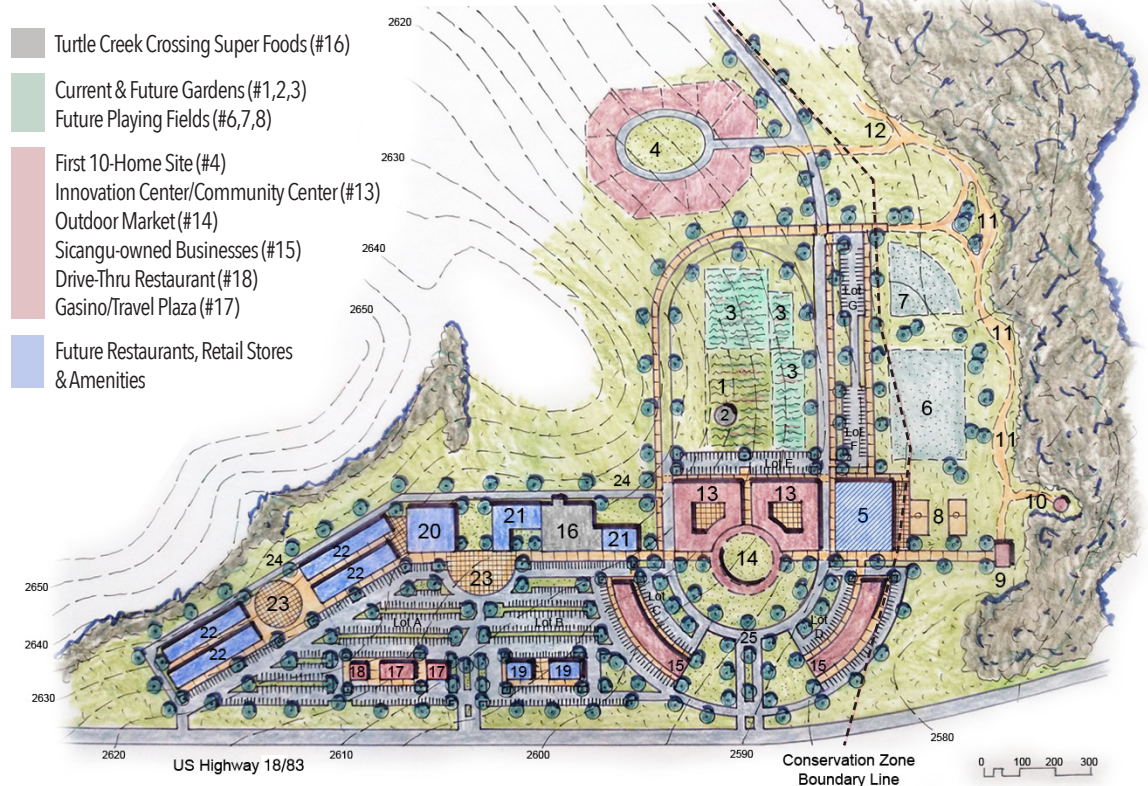 Turtle Creek Crossing Super Foods (#16)
Current & Future Gardens (#1,2,3)
Future Playing Fields (#6,7,8)
First 10-Home Site (#4)
Innovation Center/Community Center (#13)
Outdoor Market (#14)
Sicangu-owned Businesses (#15)
Drive-Thru Restaurant (#18)
Gasino/Travel Plaza (#17)
Future Restaurants, Retail Stores
& Amenities
2620
2630
2640
2650
12
4
11
7
Lot
G
3
3
11
3
1
2
6
Lot
F
11
Lot E
24
13
13
5
10
8
20
21
16
21
14
9
22
24
22
23
23
2650
22
22
2640
Lot A
Lot B
Lot
C
Lot
D
25
15
15
18
17
17
19
19
2630
2620
2610
2600
2590
2580
US Highway 18/83
Conservation Zone
Boundary Line
0 100 200 300